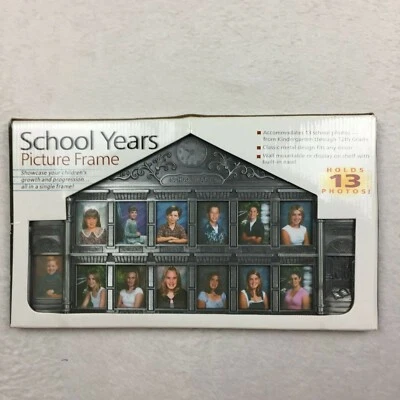 School Years
Picture Frame
Showcase your children's
growth and progression...
all in a single frame!
Accommodates 13 school photos
from Kindergarten through 12th Grade
Classic metal design fits any decor
Wall mountable or display on shelf with
built-in easel
HOLDS
13
PHOTOS!